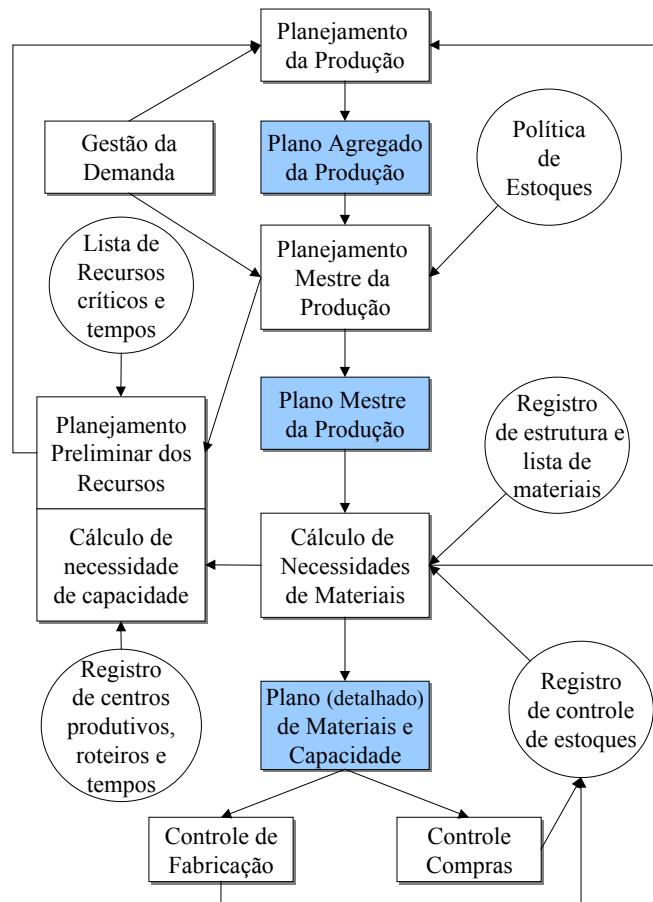 Planejamento
da Produção
Gestão da
Demanda
Plano Agregado
da Produção
Política
de
Estoques
Lista de
Recursos
críticos e
tempos
Planejamento
Mestre da
Produção
Plano Mestre
da Produção
Registro
de estrutura e
lista de
materiais
Planejamento
Preliminar dos
Recursos
Cálculo de
necessidade
de capacidade
Cálculo de
Necessidades
de Materiais
Registro
de centros
produtivos,
roteiros e
tempos
Plano (detalhado)
de Materiais e
Capacidade
Registro
de controle
de estoques
Controle de
Fabricação
Controle
Compras